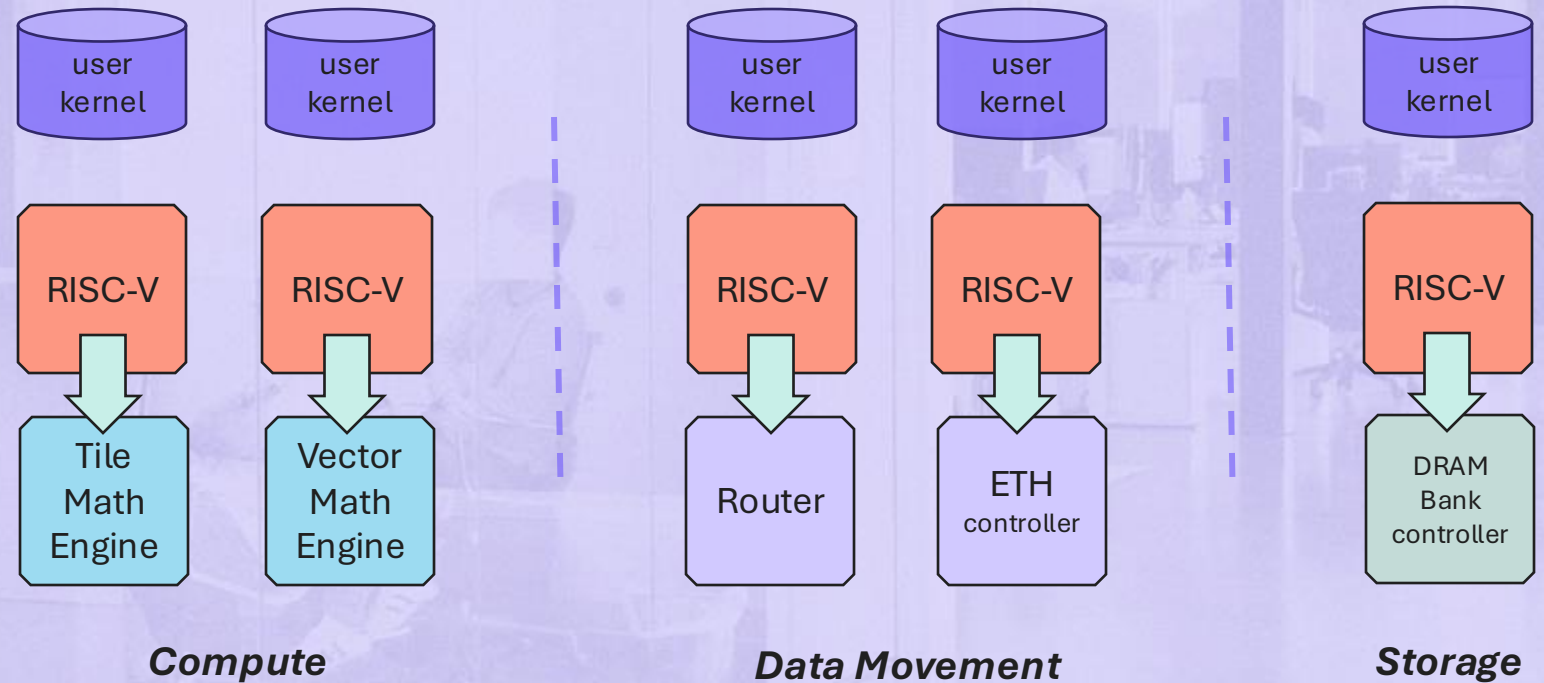 user
kernel
user
kernel
user
kernel
user
kernel
user
kernel
RISC-V
RISC-V
RISC-V
RISC-V
RISC-V
Tile
Math
Engine
Vector
Math
Engine
Router
ETH
controller
DRAM
Bank
controller
Compute
Data Movement
Storage